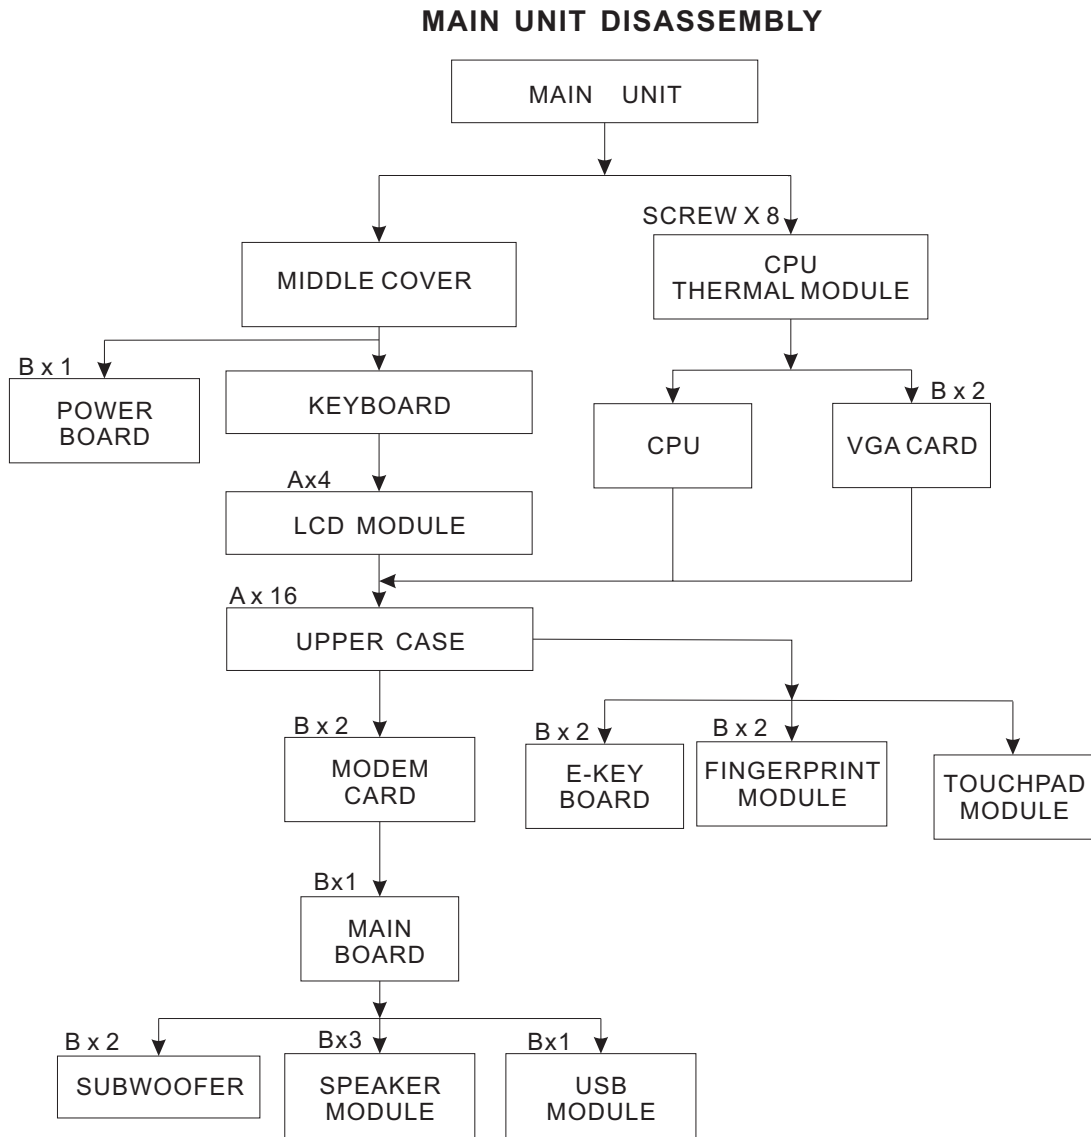 MAIN UNIT DISASSEMBLY
MAIN UNIT
SCREW X 8
CPU
THERMAL MODULE
MIDDLE COVER
B x 1
POWER
BOARD
KEYBOARD
CPU
B x 2
VGA CARD
Ax4
LCD MODULE
A x 16
UPPER CASE
B x 2
MODEM
CARD
B x 2
E-KEY
BOARD
B x 2
FINGERPRINT
MODULE
TOUCHPAD
MODULE
Bx1
MAIN
BOARD
B x 2
SUBWOOFER
Bx3
SPEAKER
MODULE
Bx1
USB
MODULE